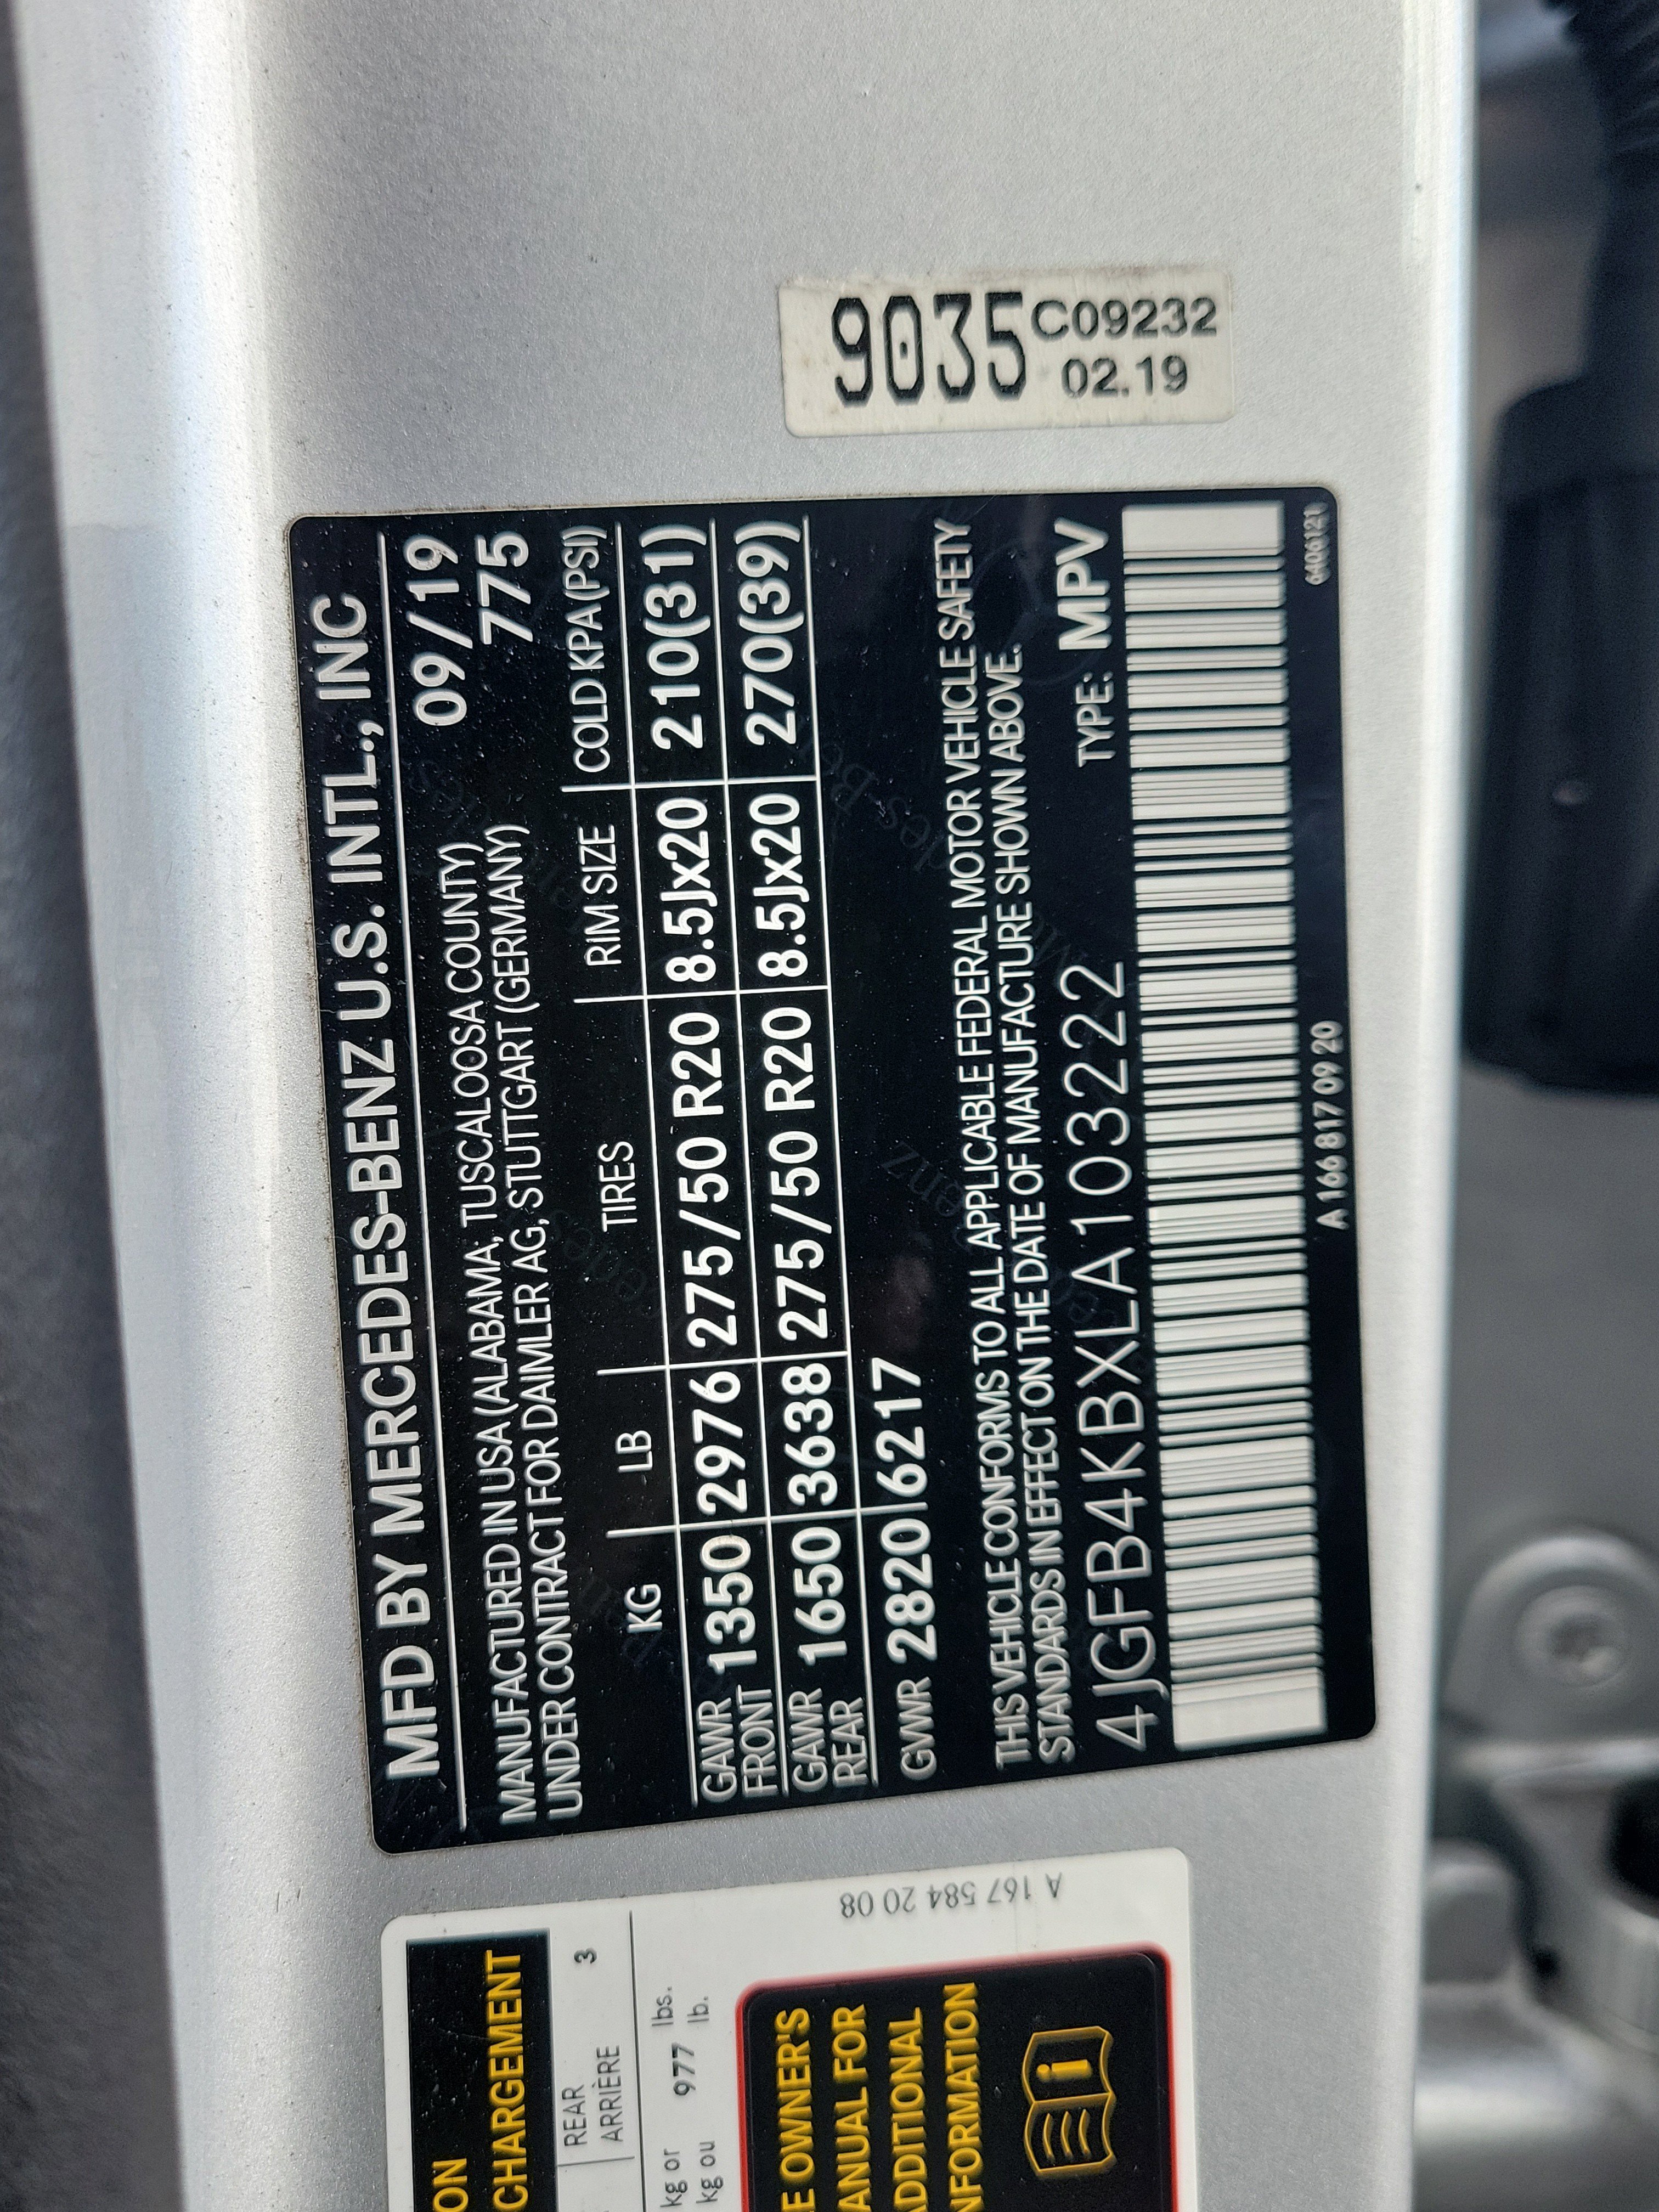 MFD BY MERCEDES-BENZ U.S. INTL., INC
MANUFACTURED IN USA (ALABAMA; TUSCALOOSA COUNTY) 09/19
UNDER CONTRACT FOR DAIMLER AG, STUTTGART (GERMANY) 775
KG LB TIRES RIM SIZE COLD KPA (PSI)
GAWR FRONT 1350 2976 275/50 R20 8.5Jx20 210(31)
GAWR REAR 1650 3638 275/50 R20 8.5Jx20 270(39)
GVWR 2820 6217
THIS VEHICLE CONFORMS TO ALL APPLICABLE FEDERAL MOTOR VEHICLE SAFETY
STANDARDS IN EFFECT ON THE DATE OF MANUFACTURE SHOWN ABOVE.
4JGFB4KBXLA103222 TYPE: MPV
A 166 817 09 20
6406121
9035 C09232
02.19
ON
CHARGEMENT
REAR
ARRIÈRE 3
kg or 977 lbs.
kg ou lb.
E OWNER'S
ANUAL FOR
ADDITIONAL
NFORMATION
A 167 584 20 08